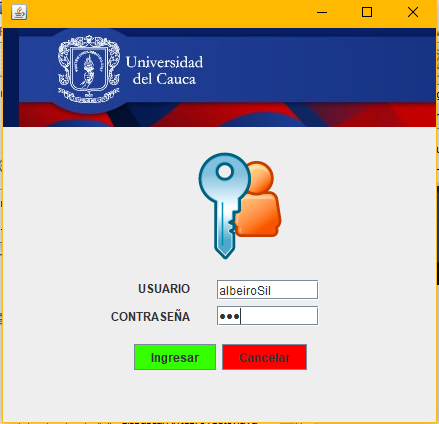 Universidad
del Cauca
USUARIO
albeiroSil
CONTRASEÑA
●●●
Ingresar
Cancelar